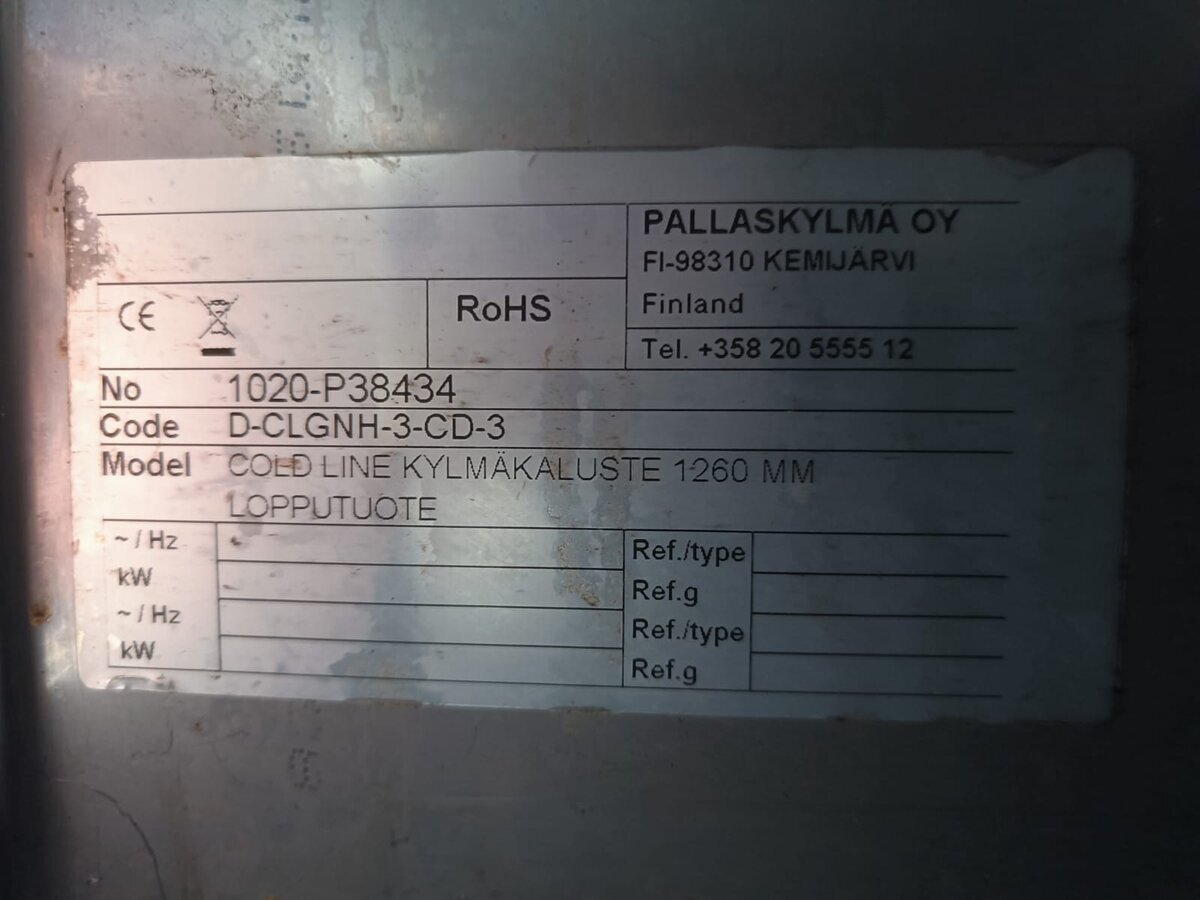 PALLASKYLMÄ OY
FI-98310 KEMIJÄRVI
Finland
CE
RoHS
Tel. +358 20 5555 12
No 1020-P38434
Code D-CLGNH-3-CD-3
Model COLD LINE KYLMÄKALUSTE 1260 MM
LOPPUTUOTE
~ / Hz
Ref./type
kW
Ref.g
~ / Hz
Ref./type
kW
Ref.g